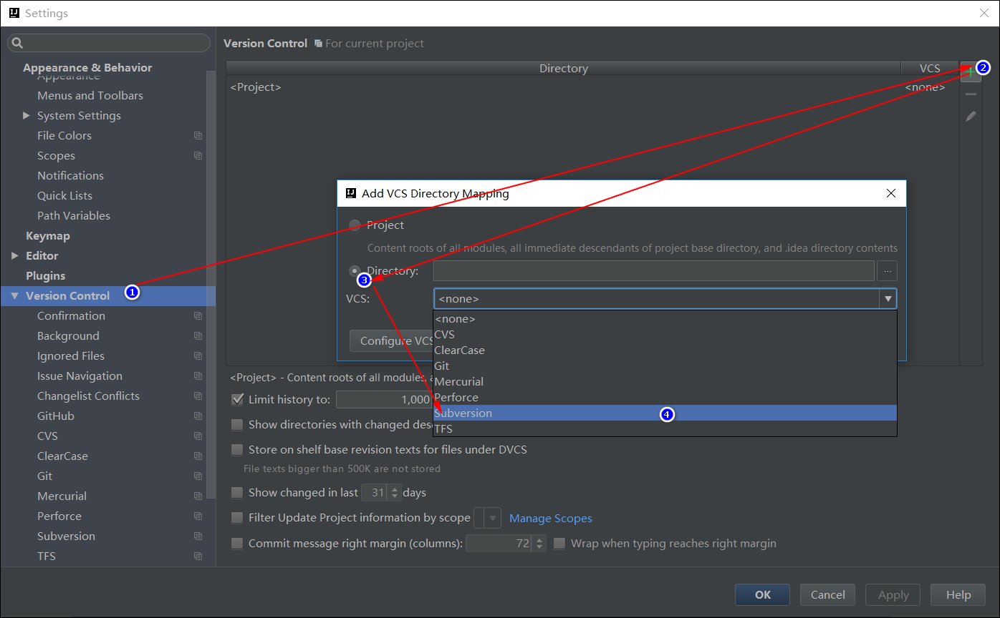 Settings
Appearance & Behavior
Appearance
Menus and Toolbars
System Settings
File Colors
Scopes
Notifications
Quick Lists
Path Variables
Keymap
Editor
Plugins
Version Control
1
Confirmation
Background
Ignored Files
Issue Navigation
Changelist Conflicts
GitHub
CVS
ClearCase
Git
Mercurial
Perforce
Subversion
TFS
Version Control For current project
Directory VCS
2
<Project> <none>
Add VCS Directory Mapping
Project
Content roots of all modules, all immediate descendants of project base directory, and .idea directory contents
Directory: ...
3
VCS: <none>
<none>
CVS
ClearCase
Git
Mercurial
Perforce
Subversion
4
TFS
Configure VCS
<Project> - Content roots of all modules, a
Limit history to: 1,000
Show directories with changed desc
Store on shelf base revision texts for files under DVCS
File texts bigger than 500K are not stored
Show changed in last 31 days
Filter Update Project information by scope Manage Scopes
Commit message right margin (columns): 72 Wrap when typing reaches right margin
OK Cancel Apply Help